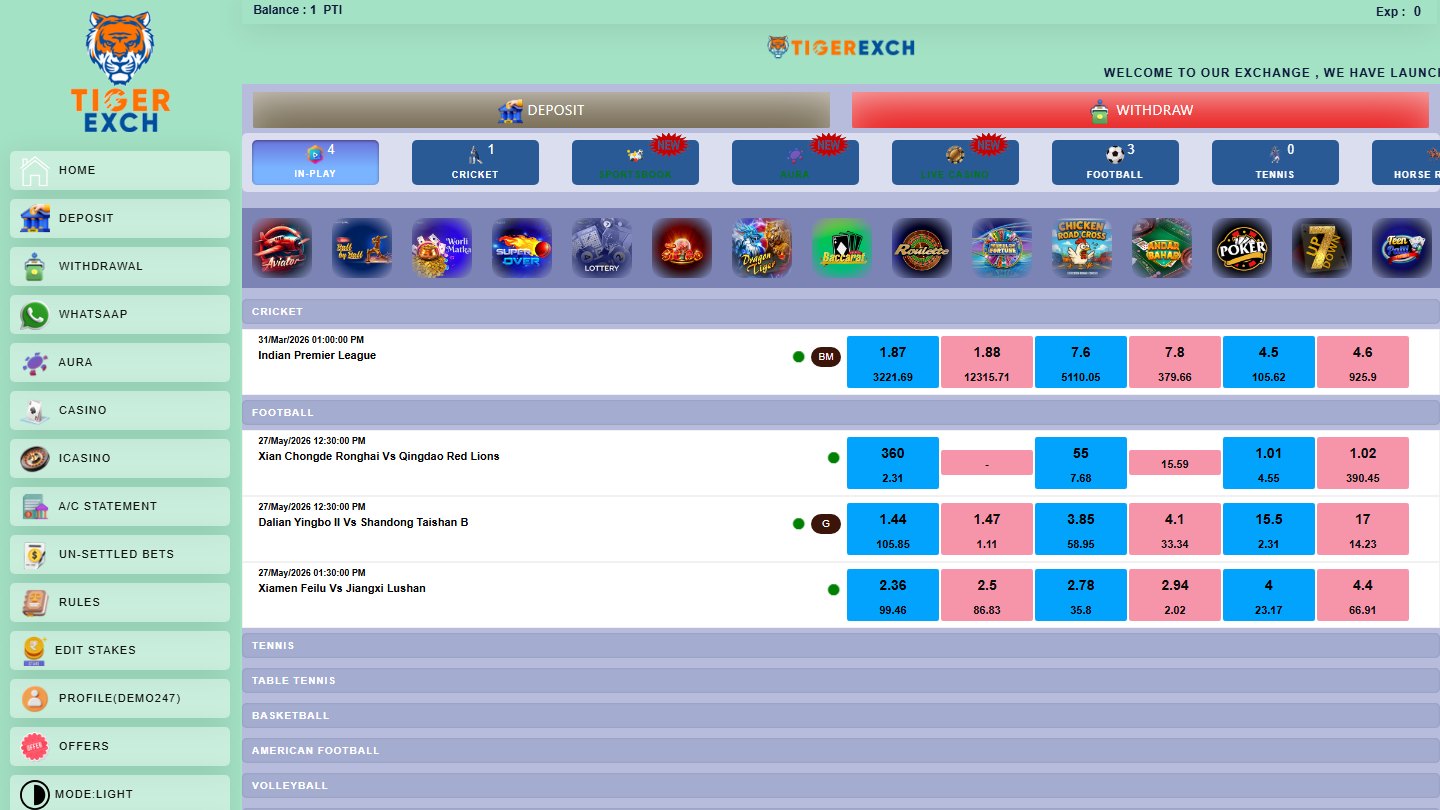 TIGER
EXCH
HOME
DEPOSIT
WITHDRAWAL
WHATSAAP
AURA
CASINO
ICASINO
A/C STATEMENT
UN-SETTLED BETS
RULES
EDIT STAKES
PROFILE(DEMO247)
OFFERS
MODE:LIGHT
Balance : 1 PTI
Exp : 0
TIGEREXCH
WELCOME TO OUR EXCHANGE , WE HAVE LAUNC
DEPOSIT
WITHDRAW
4
IN-PLAY
1
CRICKET
NEW
SPORTSBOOK
NEW
AURA
NEW
LIVE CASINO
3
FOOTBALL
0
TENNIS
HORSE R
Aviator
Ball by Ball
Worli Matka
SUPER OVER
LOTTERY
Dragon Tiger
Baccarat
Roulette
WHEEL OF FORTUNE
CHICKEN ROAD CROSS
ANDAR BAHAR
POKER
7 UP DOWN
Teen Patti
CRICKET
31/Mar/2026 01:00:00 PM
Indian Premier League
BM
1.87 1.88 7.6 7.8 4.5 4.6
3221.69 12315.71 5110.05 379.66 105.62 925.9
FOOTBALL
27/May/2026 12:30:00 PM
Xian Chongde Ronghai Vs Qingdao Red Lions
360 - 55 15.59 1.01 1.02
2.31 7.68 4.55 390.45
27/May/2026 12:30:00 PM
Dalian Yingbo II Vs Shandong Taishan B
G
1.44 1.47 3.85 4.1 15.5 17
105.85 1.11 58.95 33.34 2.31 14.23
27/May/2026 01:30:00 PM
Xiamen Feilu Vs Jiangxi Lushan
2.36 2.5 2.78 2.94 4 4.4
99.46 86.83 35.8 2.02 23.17 66.91
TENNIS
TABLE TENNIS
BASKETBALL
AMERICAN FOOTBALL
VOLLEYBALL